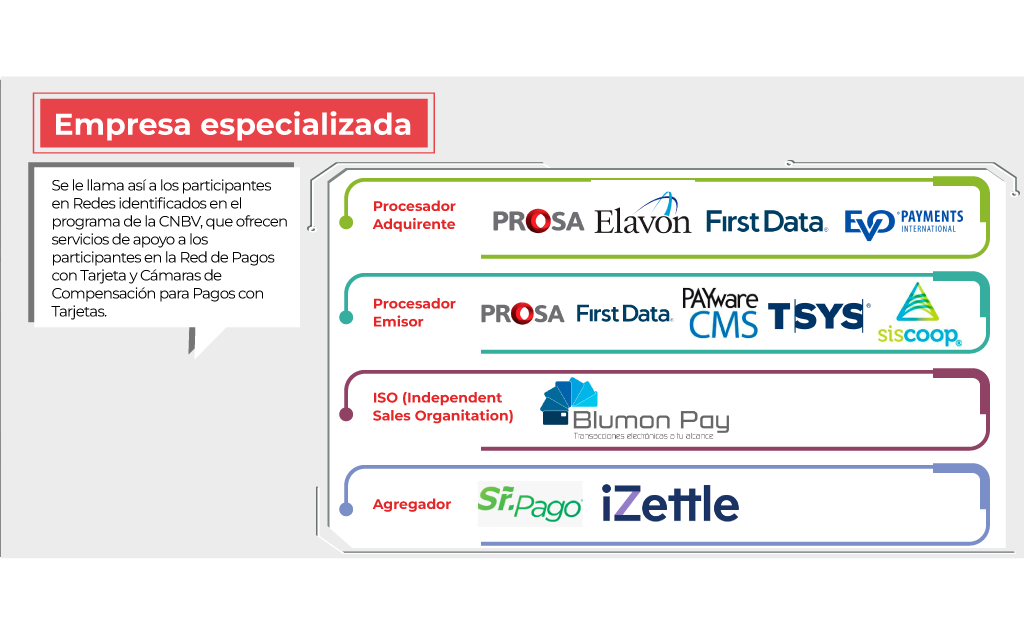 Empresa especializada
Se le llama así a los participantes
en Redes identificados en el
programa de la CNBV, que ofrecen
servicios de apoyo a los
participantes en la Red de Pagos
con Tarjeta y Cámaras de
Compensación para Pagos con
Tarjetas.
Procesador
Adquirente
PROSA
Elavon
First Data®
EVO® PAYMENTS
INTERNATIONAL
Procesador
Emisor
PROSA
First Data®
PAYware
CMS
TSYS®
siscoop®
ISO (Independent
Sales Organitation)
Blumon Pay
Transacciones electrónicas a tu alcance
Agregador
Sr. Pago
iZettle